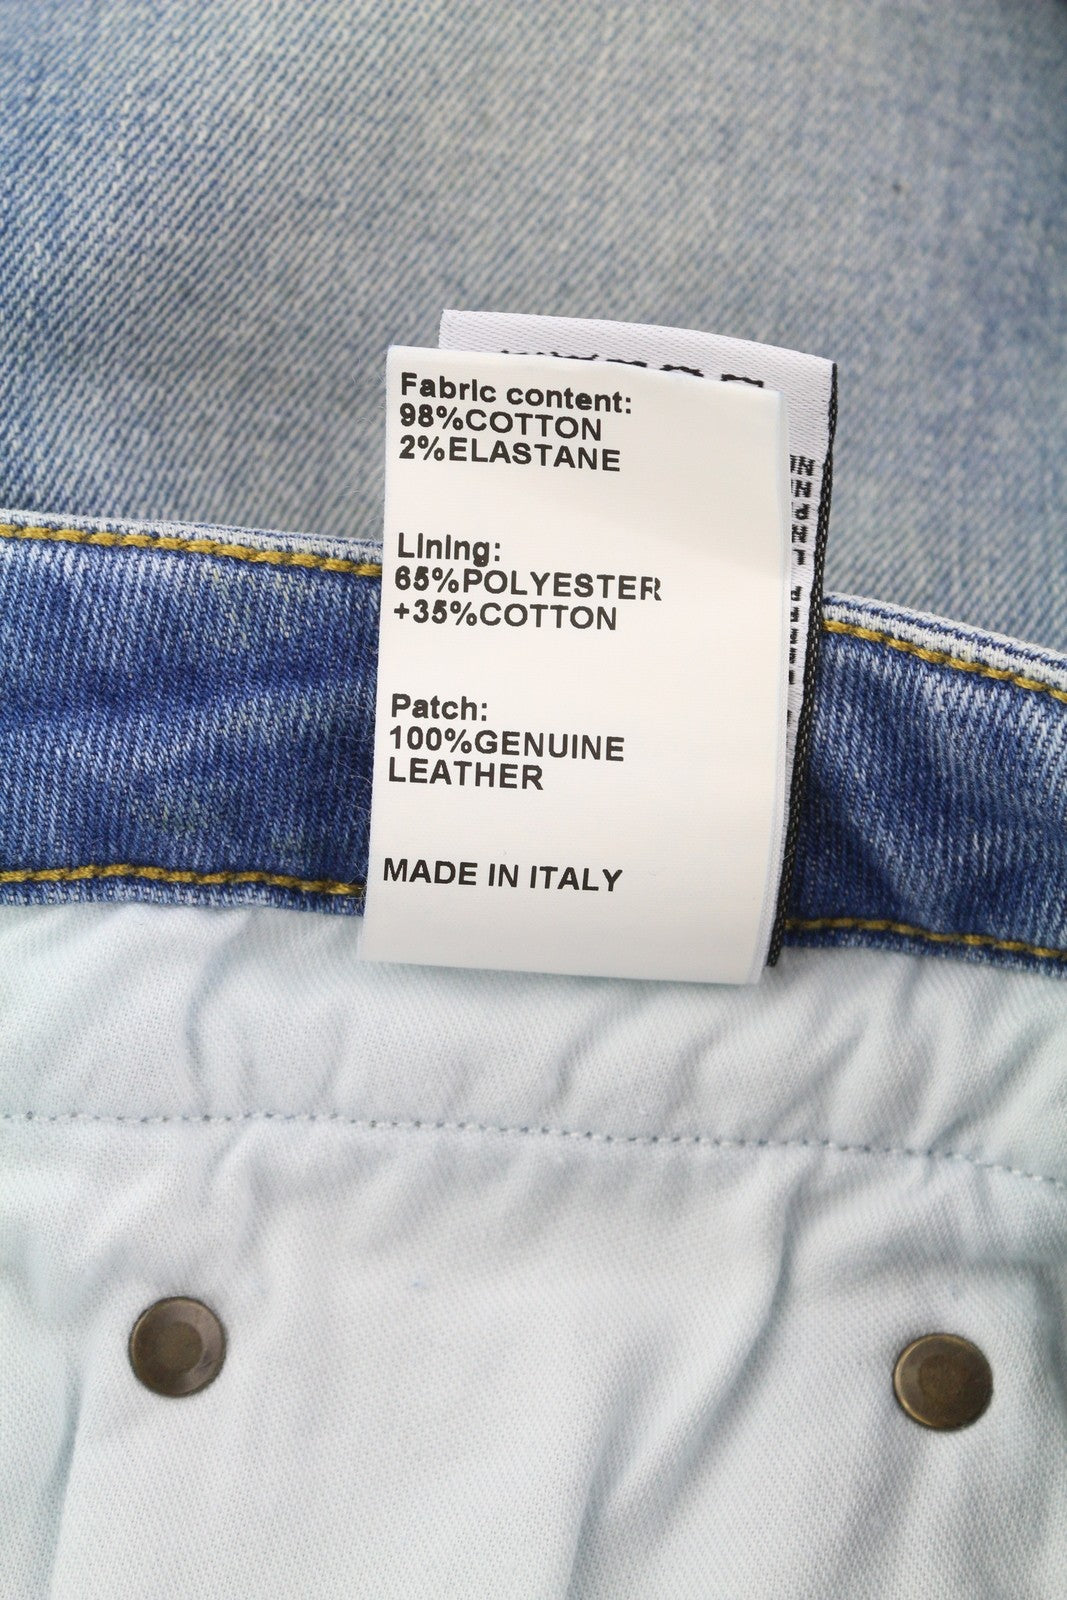 Fabric content:
98%COTTON
2%ELASTANE
Lining:
65%POLYESTER
+35%COTTON
Patch:
100%GENUINE
LEATHER
MADE IN ITALY